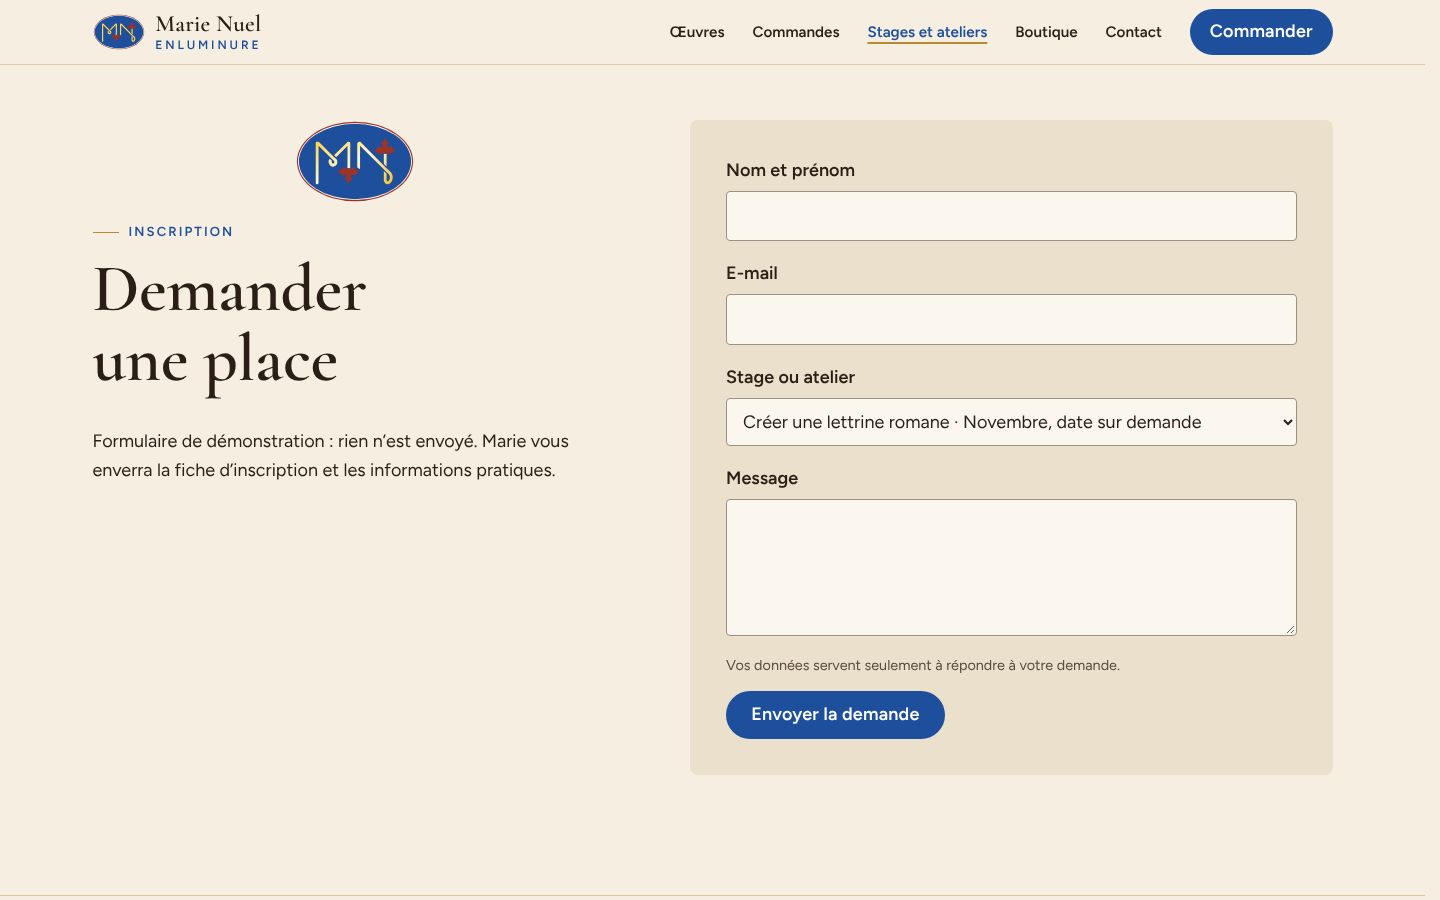 MN Marie Nuel
ENLUMINURE
Œuvres Commandes Stages et ateliers Boutique Contact Commander
MN
INSCRIPTION
Demander
une place
Formulaire de démonstration : rien n’est envoyé. Marie vous
enverra la fiche d’inscription et les informations pratiques.
Nom et prénom
E-mail
Stage ou atelier
Créer une lettrine romane · Novembre, date sur demande
Message
Vos données servent seulement à répondre à votre demande.
Envoyer la demande